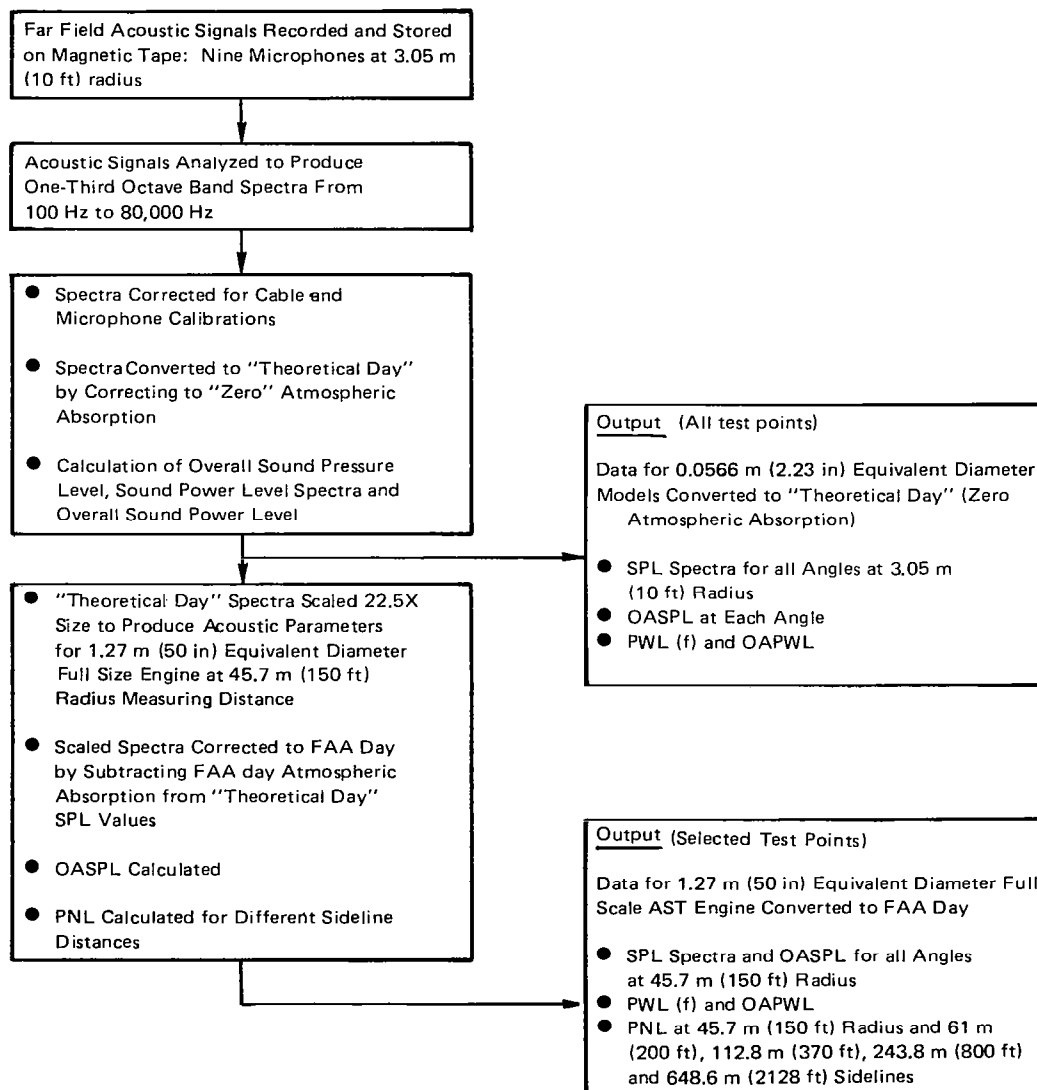 Far Field Acoustic Signals Recorded and Stored
on Magnetic Tape: Nine Microphones at 3.05 m
(10 ft) radius
Acoustic Signals Analyzed to Produce
One-Third Octave Band Spectra From
100 Hz to 80,000 Hz
● Spectra Corrected for Cable and
Microphone Calibrations
● Spectra Converted to "Theoretical Day"
by Correcting to "Zero" Atmospheric
Absorption
● Calculation of Overall Sound Pressure
Level, Sound Power Level Spectra and
Overall Sound Power Level
Output (All test points)
Data for 0.0566 m (2.23 in) Equivalent Diameter
Models Converted to "Theoretical Day" (Zero
Atmospheric Absorption)
● SPL Spectra for all Angles at 3.05 m
(10 ft) Radius
● OASPL at Each Angle
● PWL (f) and OAPWL
● "Theoretical Day" Spectra Scaled 22.5X
Size to Produce Acoustic Parameters
for 1.27 m (50 in) Equivalent Diameter
Full Size Engine at 45.7 m (150 ft)
Radius Measuring Distance
● Scaled Spectra Corrected to FAA Day
by Subtracting FAA day Atmospheric
Absorption from "Theoretical Day"
SPL Values
● OASPL Calculated
● PNL Calculated for Different Sideline
Distances
Output (Selected Test Points)
Data for 1.27 m (50 in) Equivalent Diameter Full
Scale AST Engine Converted to FAA Day
● SPL Spectra and OASPL for all Angles
at 45.7 m (150 ft) Radius
● PWL (f) and OAPWL
● PNL at 45.7 m (150 ft) Radius and 61 m
(200 ft), 112.8 m (370 ft), 243.8 m (800 ft)
and 648.6 m (2128 ft) Sidelines